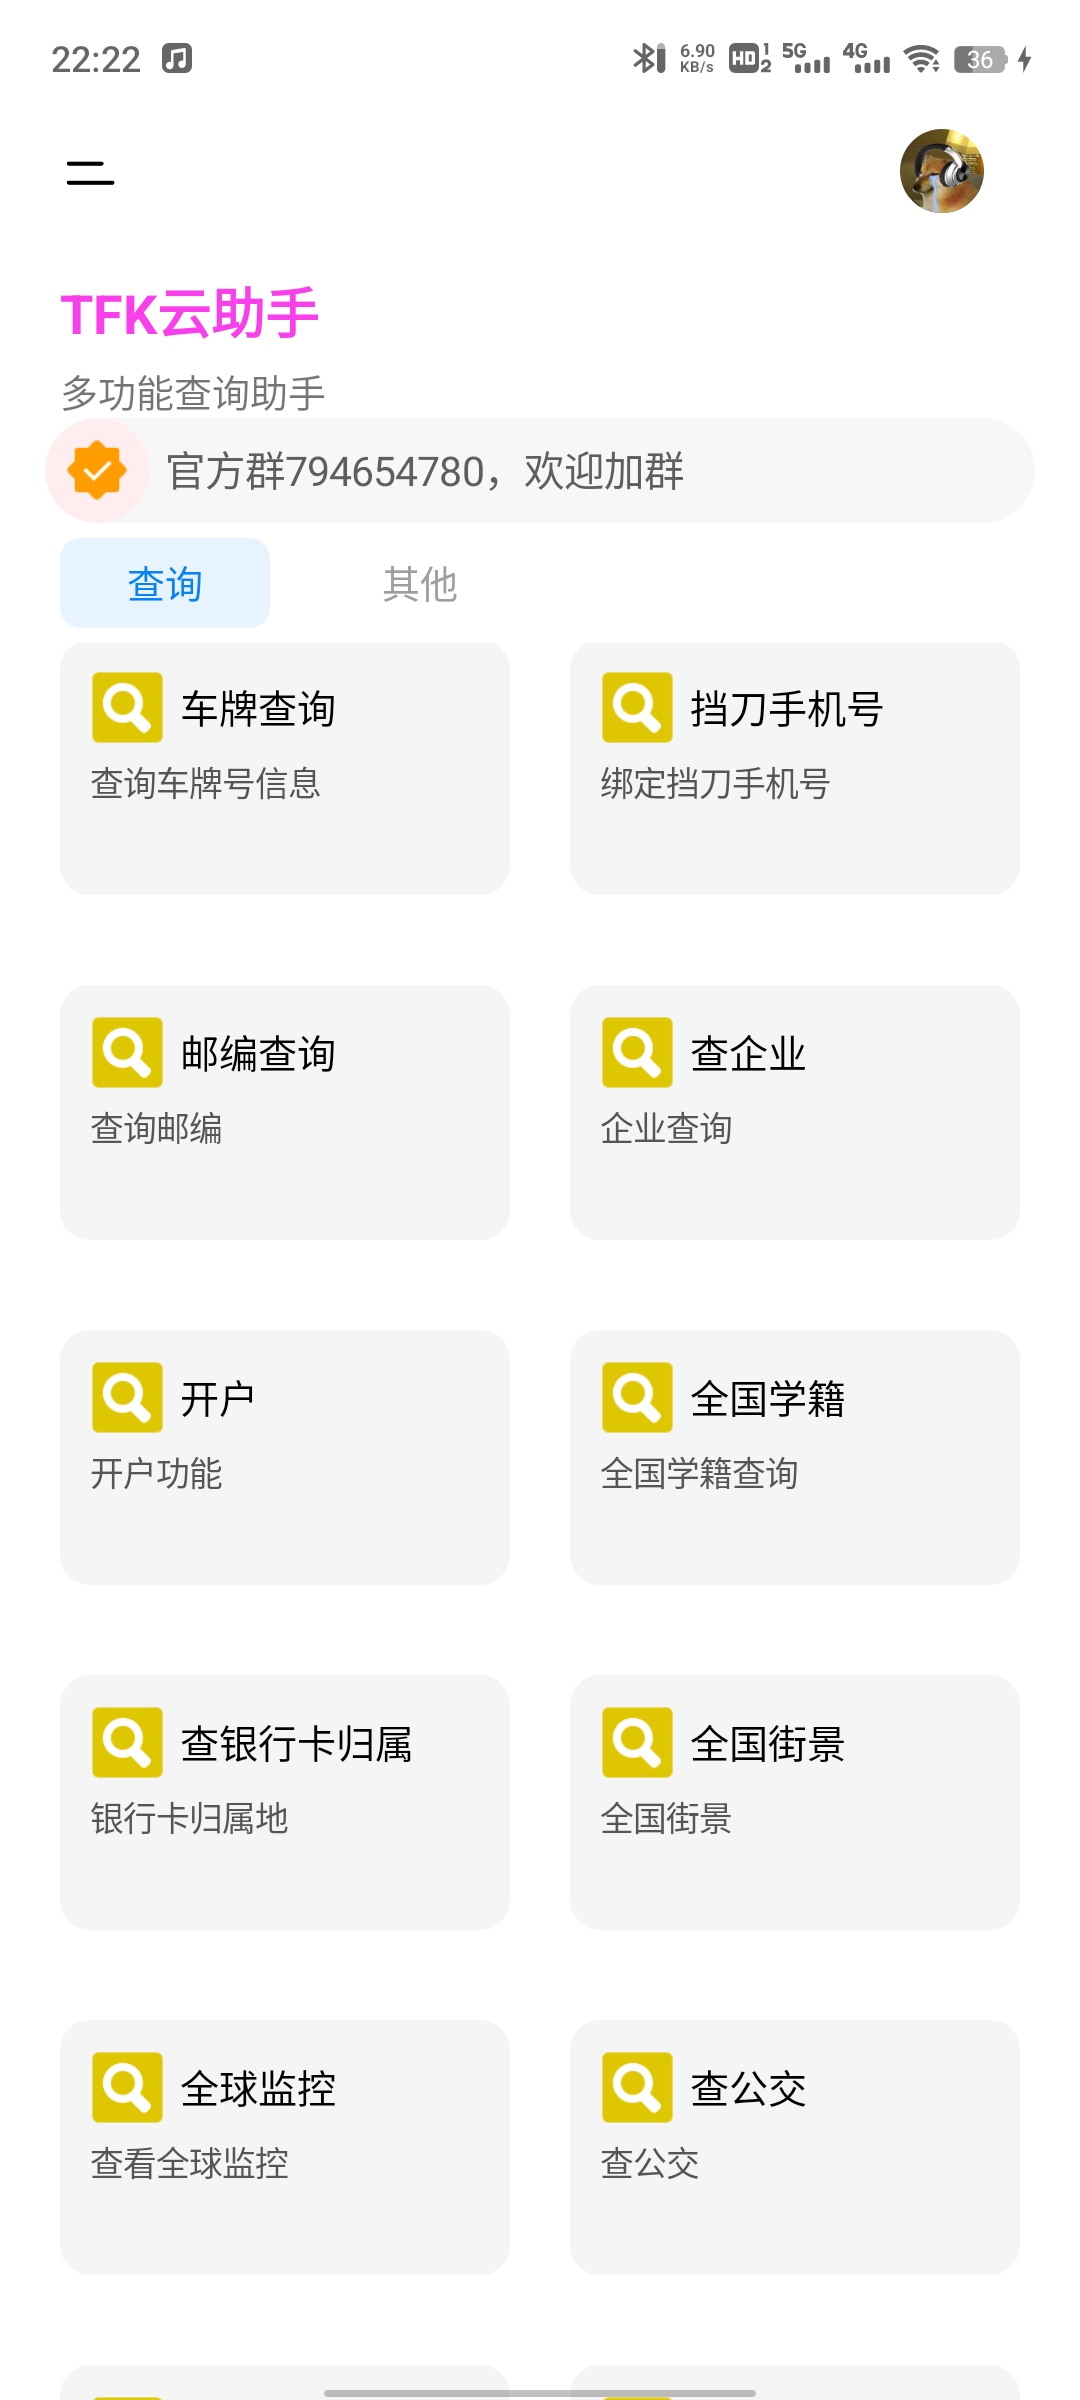 22:22
6.90 KB/s HD 1 2 5G 4G 36
TFK云助手
多功能查询助手
官方群794654780，欢迎加群
查询 其他
车牌查询 挡刀手机号
查询车牌号信息 绑定挡刀手机号
邮编查询 查企业
查询邮编 企业查询
开户 全国学籍
开户功能 全国学籍查询
查银行卡归属 全国街景
银行卡归属地 全国街景
全球监控 查公交
查看全球监控 查公交